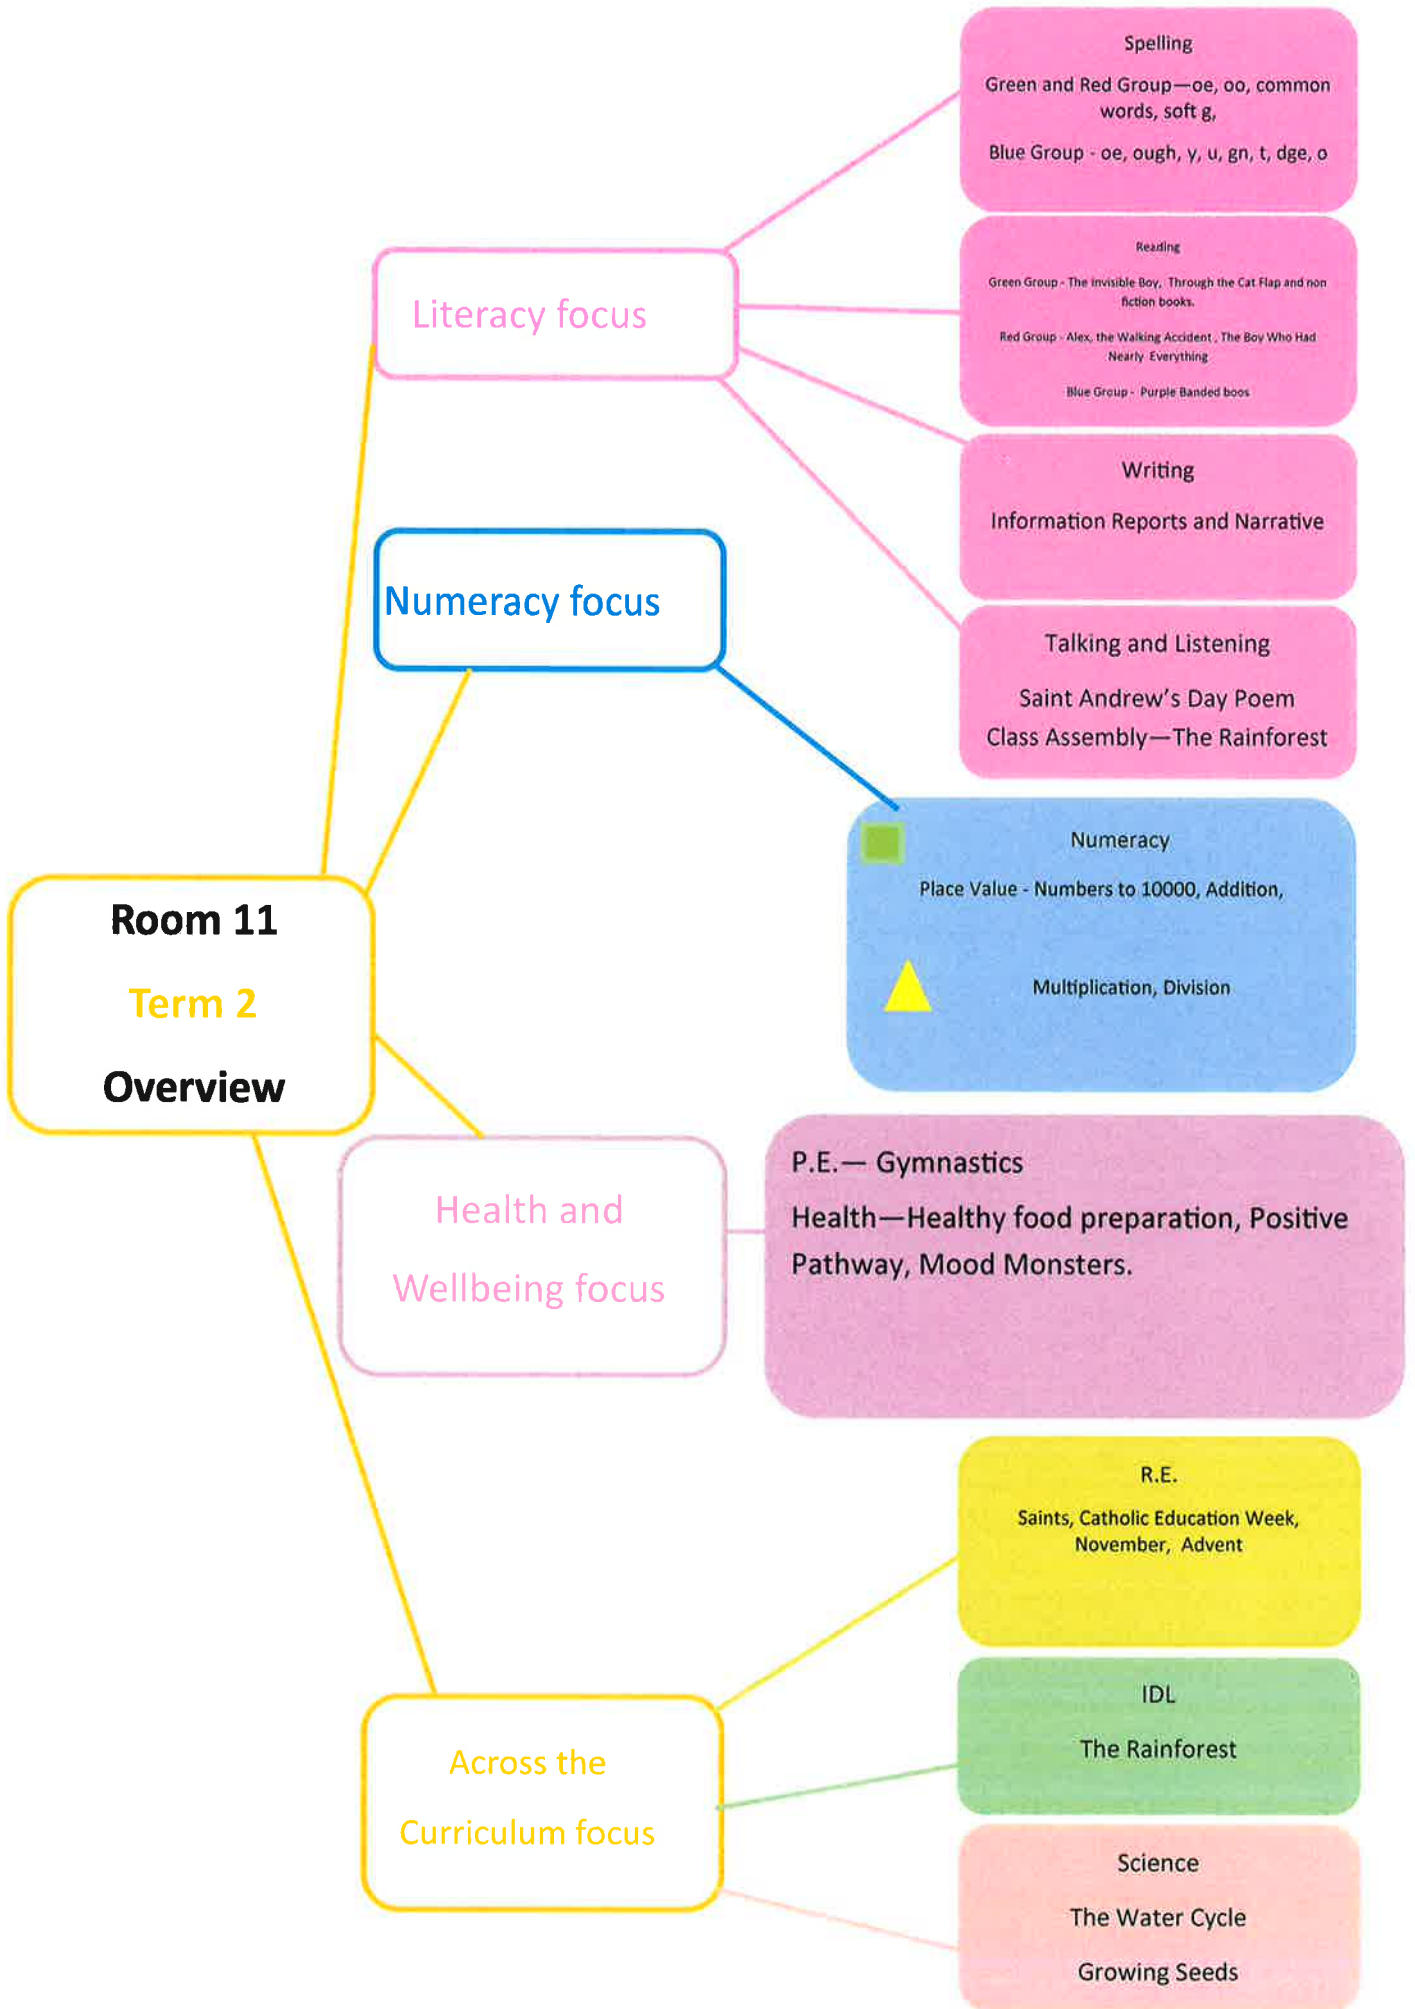 Spelling
Green and Red Group—oe, oo, common
words, soft g,
Blue Group - oe, ough, y, u, gn, t, dge, o
Reading
Green Group - The Invisible Boy, Through the Cat Flap and non
fiction books.
Red Group - Alex, the Walking Accident , The Boy Who Had
Nearly Everything
Blue Group - Purple Banded boos
Literacy focus
Writing
Information Reports and Narrative
Talking and Listening
Saint Andrew's Day Poem
Class Assembly—The Rainforest
Numeracy focus
Numeracy
Place Value - Numbers to 10000, Addition,
Multiplication, Division
Room 11
Term 2
Overview
Health and
Wellbeing focus
P.E.— Gymnastics
Health—Healthy food preparation, Positive
Pathway, Mood Monsters.
Across the
Curriculum focus
R.E.
Saints, Catholic Education Week,
November, Advent
IDL
The Rainforest
Science
The Water Cycle
Growing Seeds